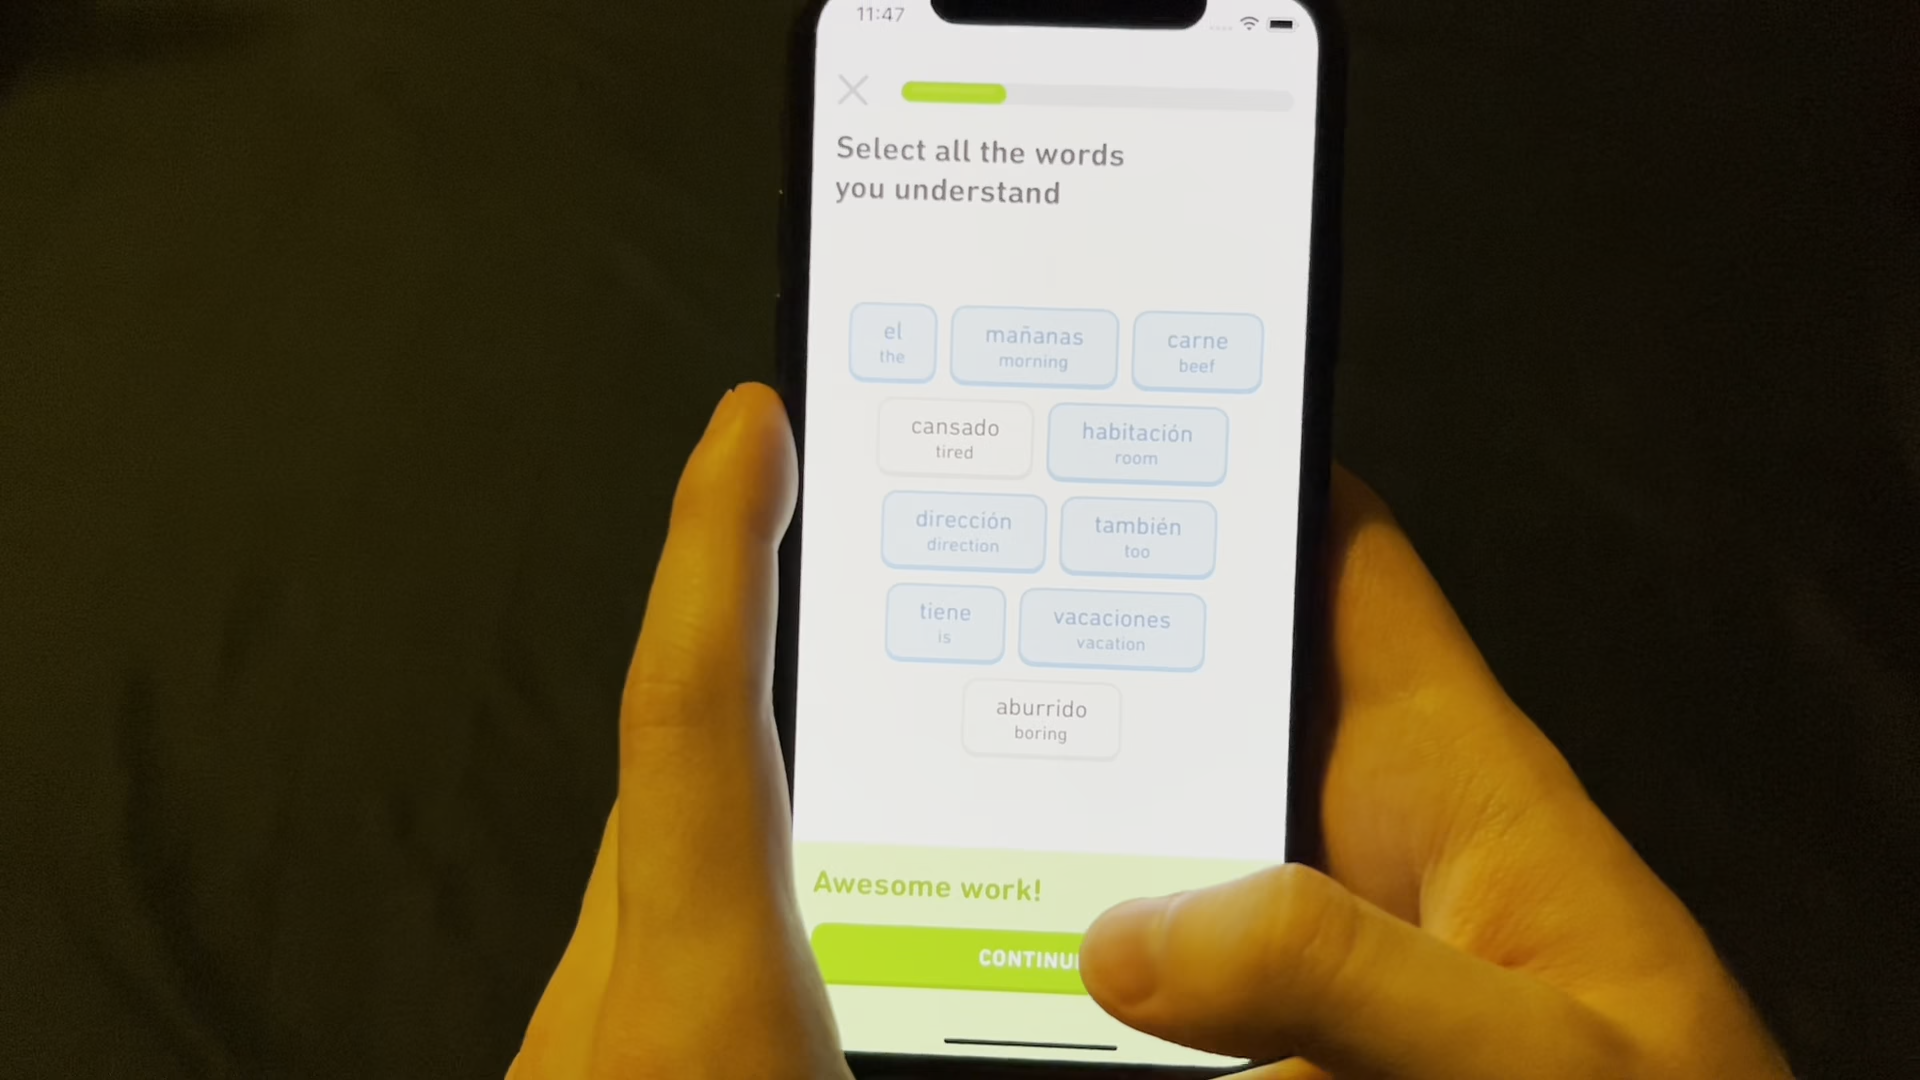 11:47
Select all the words
you understand
el
the
mañanas
morning
carne
beef
cansado
tired
habitación
room
dirección
direction
también
too
tiene
is
vacaciones
vacation
aburrido
boring
Awesome work!
CONTINU